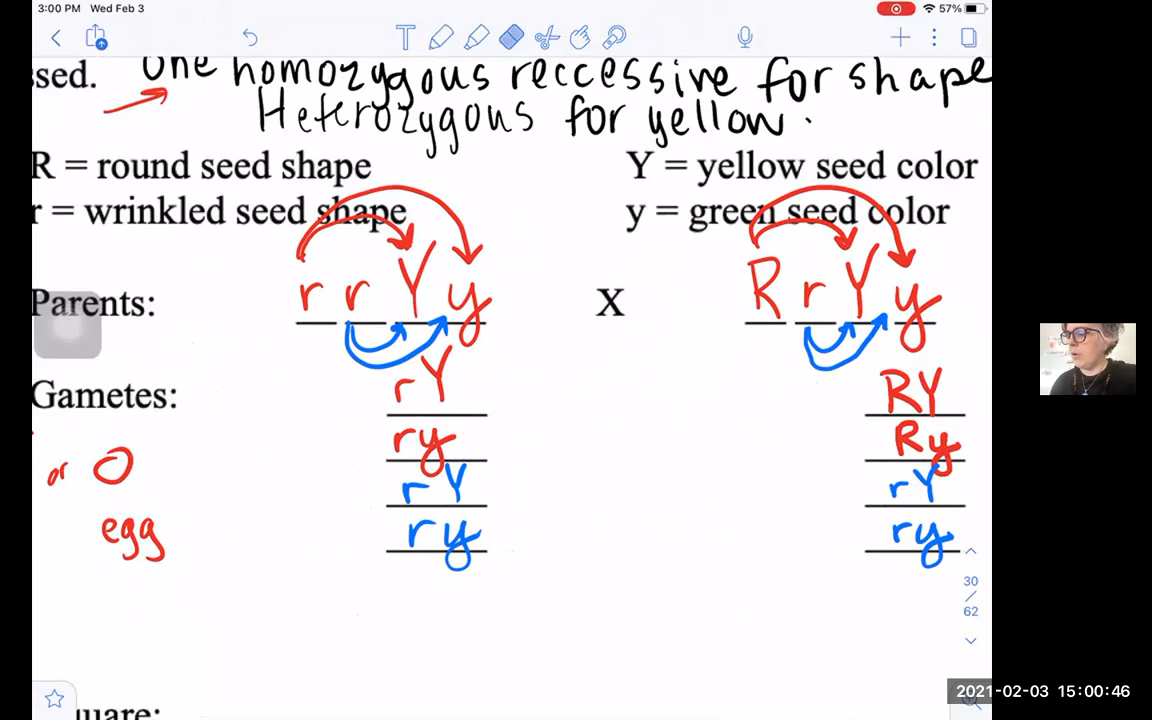 3:00 PM Wed Feb 3
57%
ssed. One homozygous reccessive for shape
Heterozygous for yellow.
R = round seed shape
Y = yellow seed color
r = wrinkled seed shape
y = green seed color
Parents:
r r Y y
X
R r Y y
Gametes:
rY
RY
ry
Ry
or O
rY
rY
egg
ry
ry
30
/
62
uare:
2021-02-03 15:00:46